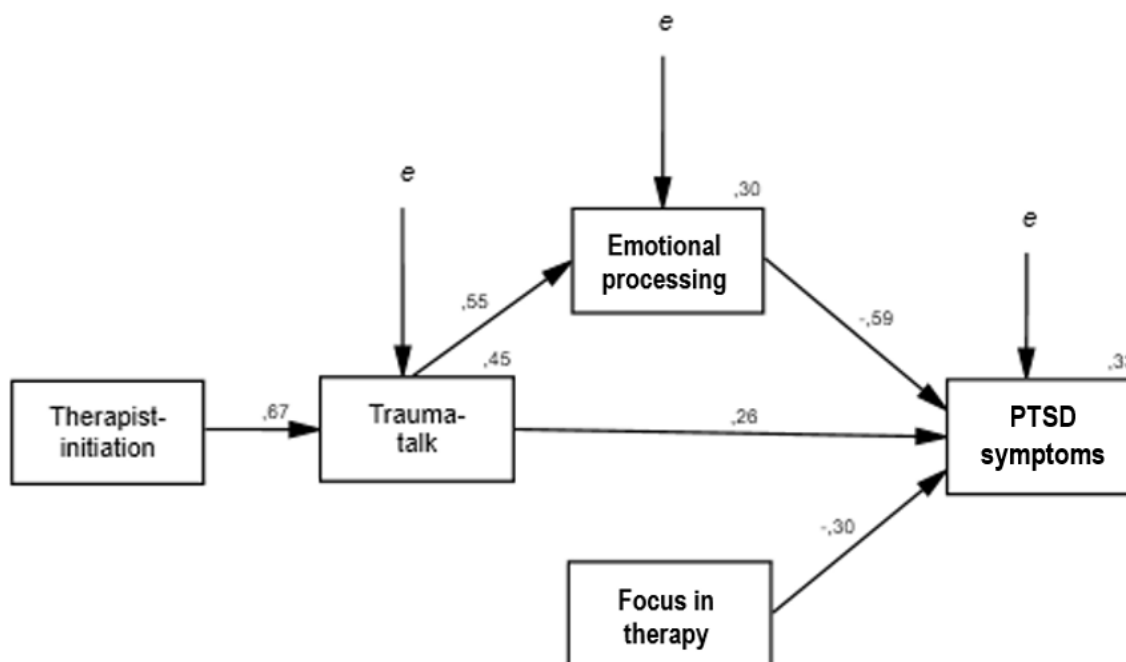 e
e
,30
Emotional
processing
e
,55
-,59
,45
Therapist-
initiation
,67
Trauma-
talk
,26
PTSD
symptoms
-,30
Focus in
therapy